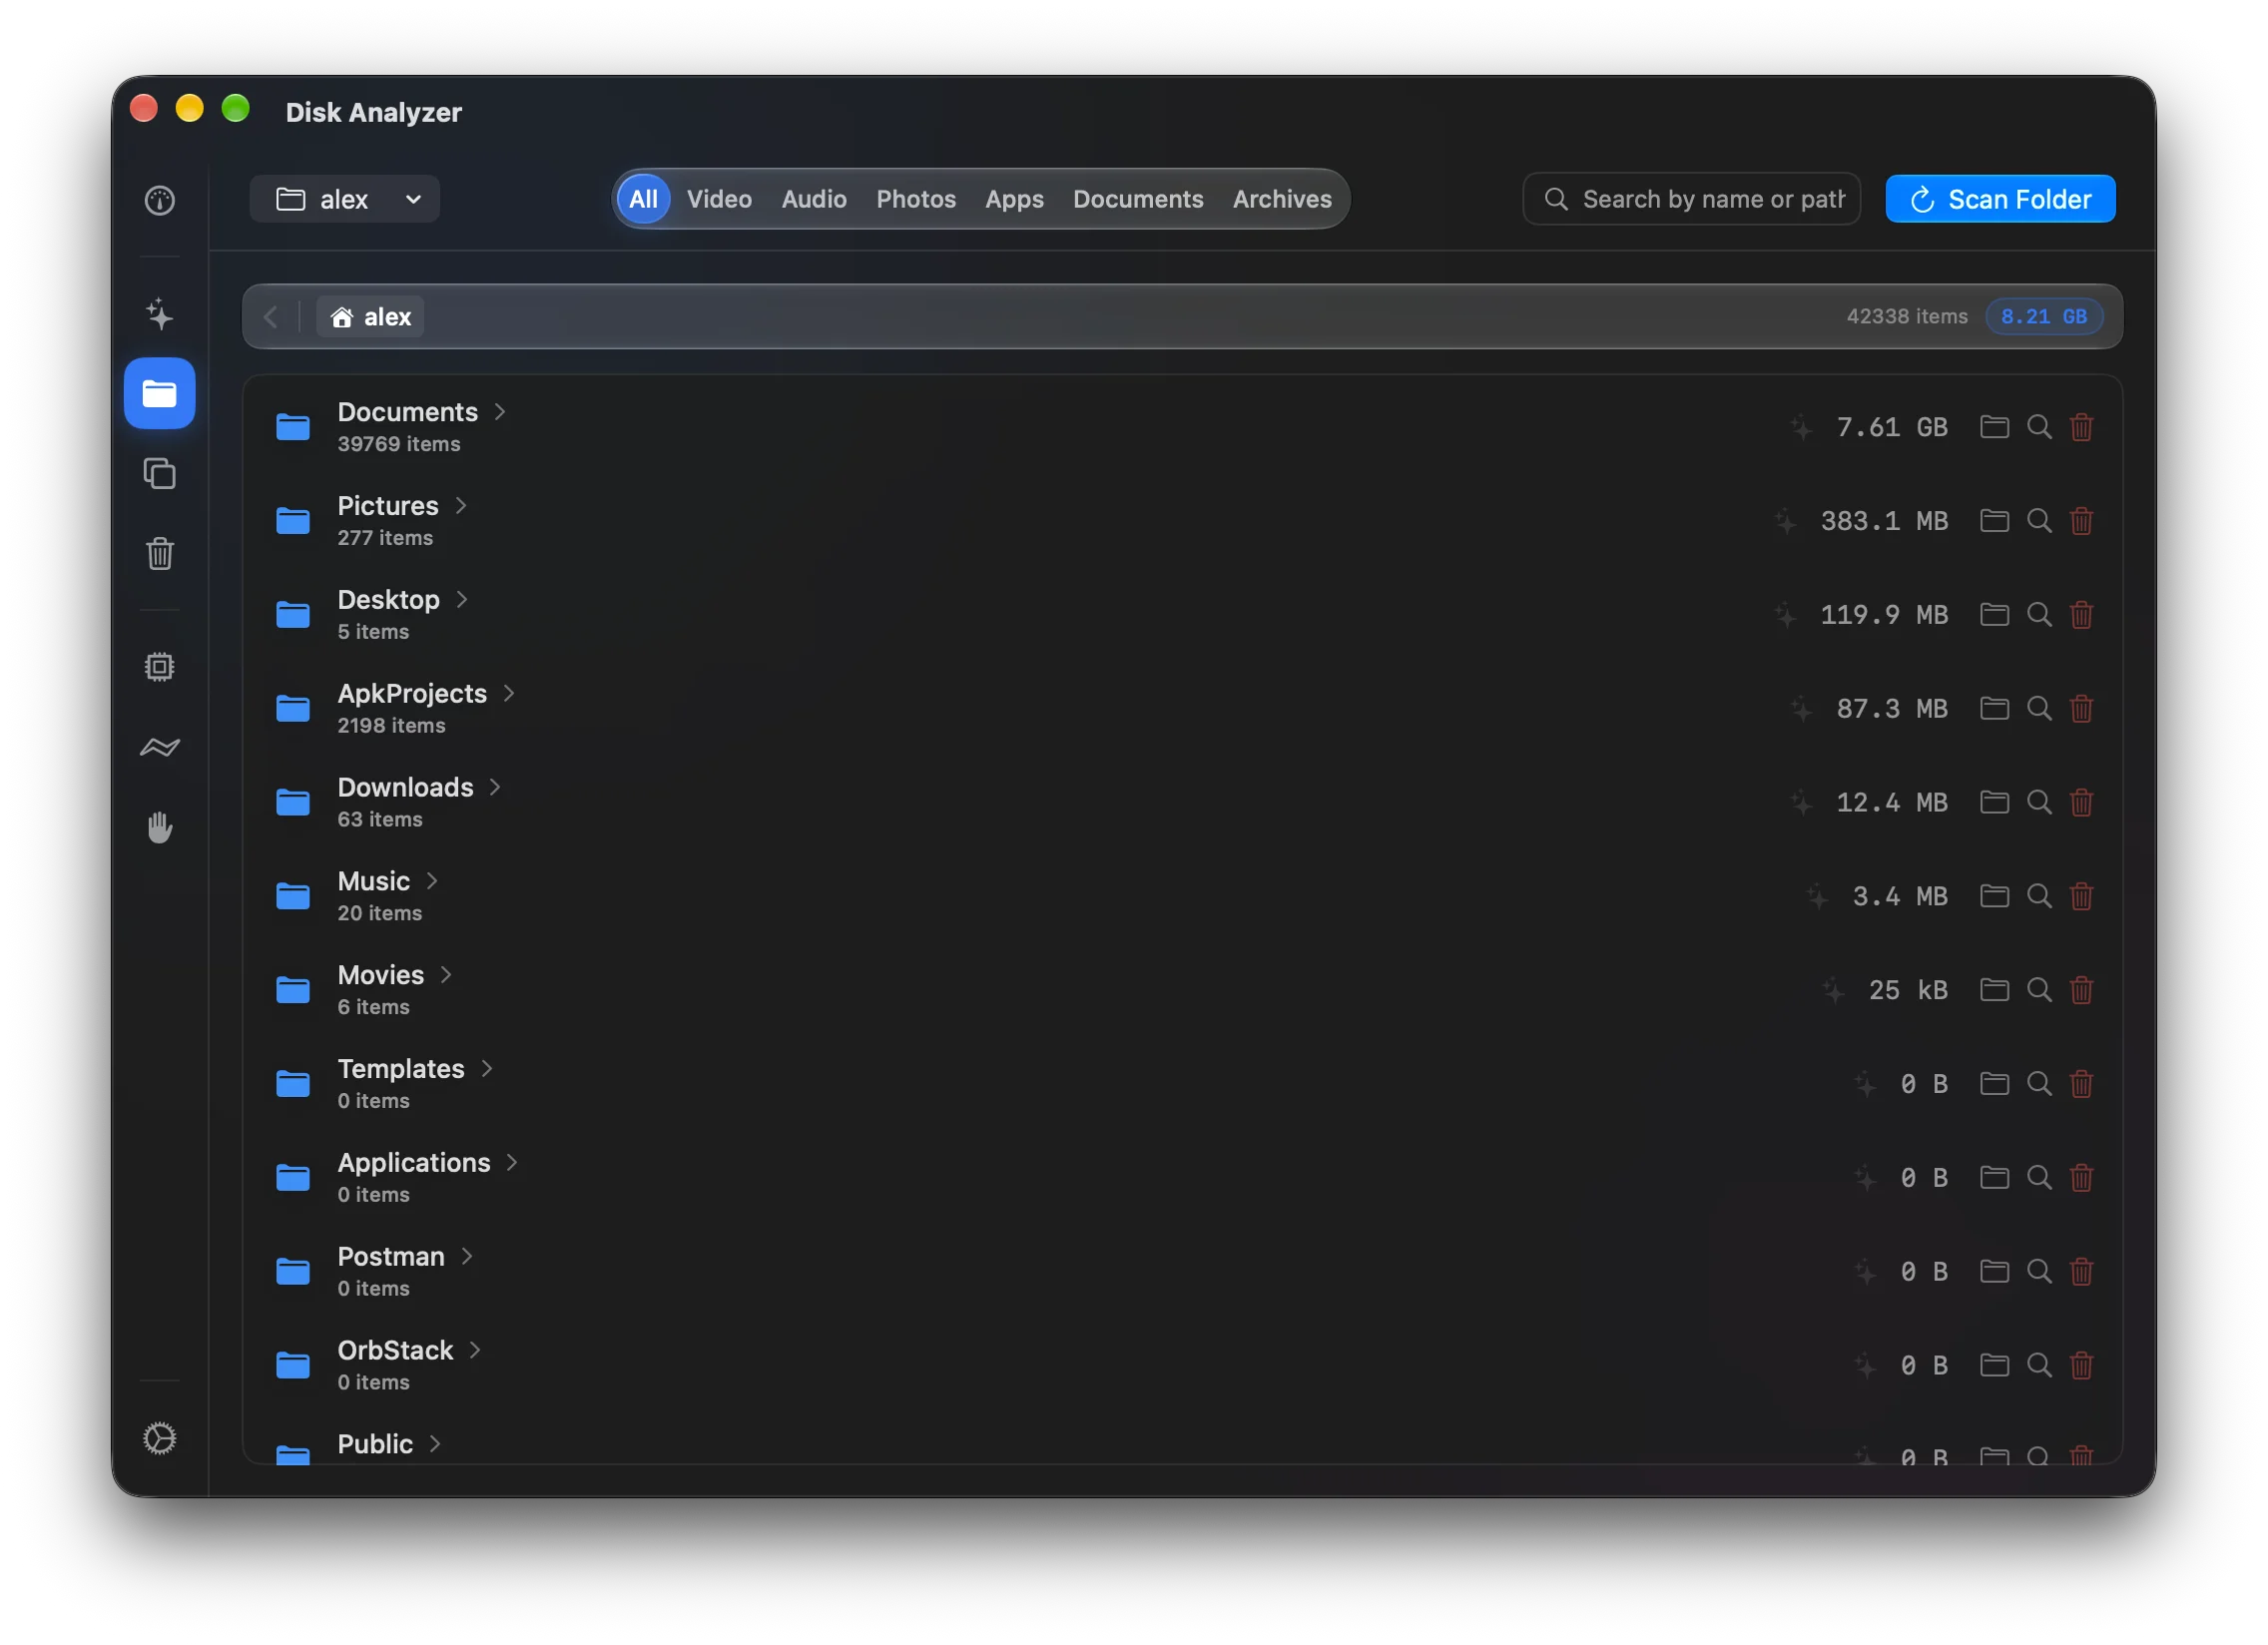 Disk Analyzer
alex
All Video Audio Photos Apps Documents Archives
Search by name or path
Scan Folder
alex
42338 items 8.21 GB
Documents
39769 items
7.61 GB
Pictures
277 items
383.1 MB
Desktop
5 items
119.9 MB
ApkProjects
2198 items
87.3 MB
Downloads
63 items
12.4 MB
Music
20 items
3.4 MB
Movies
6 items
25 kB
Templates
0 items
0 B
Applications
0 items
0 B
Postman
0 items
0 B
OrbStack
0 items
0 B
Public
0 B